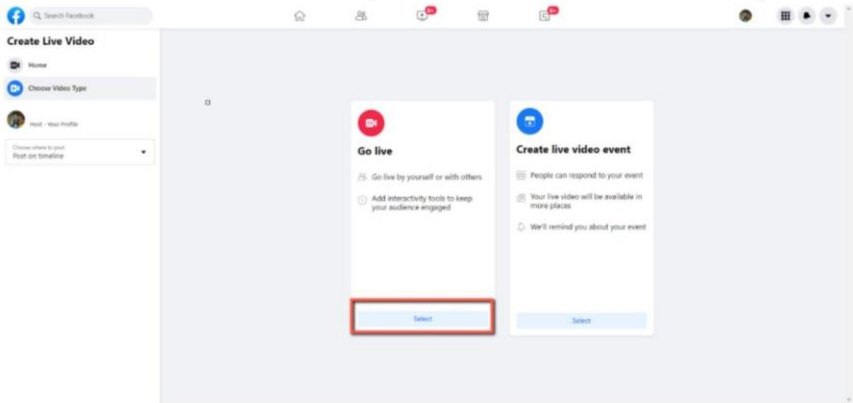 Search Facebook
9+
9+
Create Live Video
Home
Choose Video Type
Host - Your Profile
Choose where to post
Post on timeline
Go live
Go live by yourself or with others
Add interactivity tools to keep
your audience engaged
Select
Create live video event
People can respond to your event
Your live video will be available in
more places
We'll remind you about your event
Select